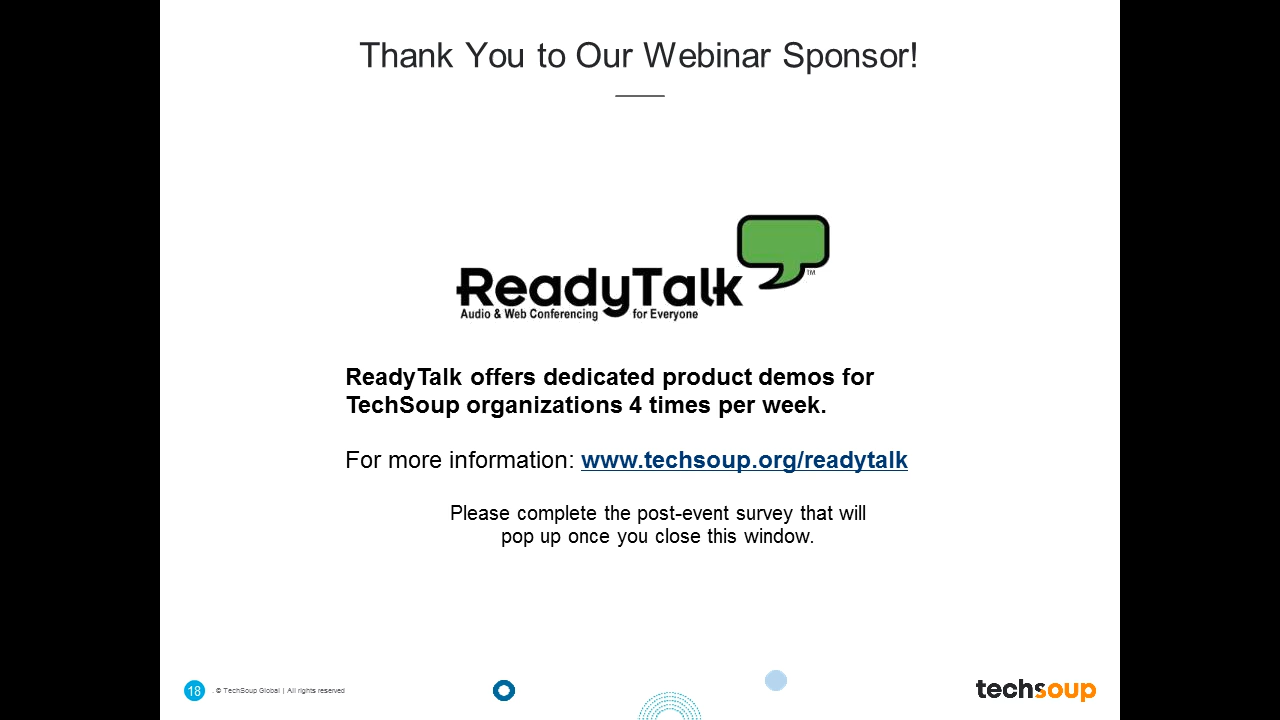 Thank You to Our Webinar Sponsor!
ReadyTalk
TM
Audio & Web Conferencing for Everyone
ReadyTalk offers dedicated product demos for
TechSoup organizations 4 times per week.
For more information: www.techsoup.org/readytalk
Please complete the post-event survey that will
pop up once you close this window.
18 . © TechSoup Global | All rights reserved
techsoup